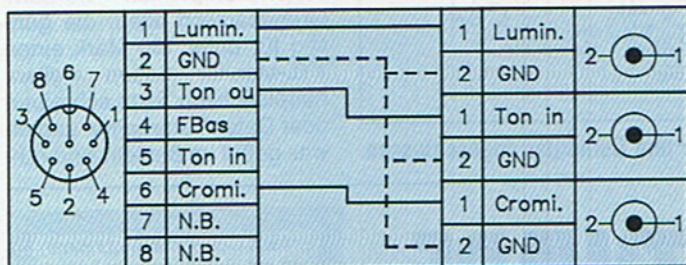 1 Lumin.
2 GND
3 Ton ou
4 FBas
5 Ton in
6 Cromi.
7 N.B.
8 N.B.
6
8 7
3 1
5 4
2
1 Lumin.
2 GND
1 Ton in
2 GND
1 Cromi.
2 GND
2 1
2 1
2 1